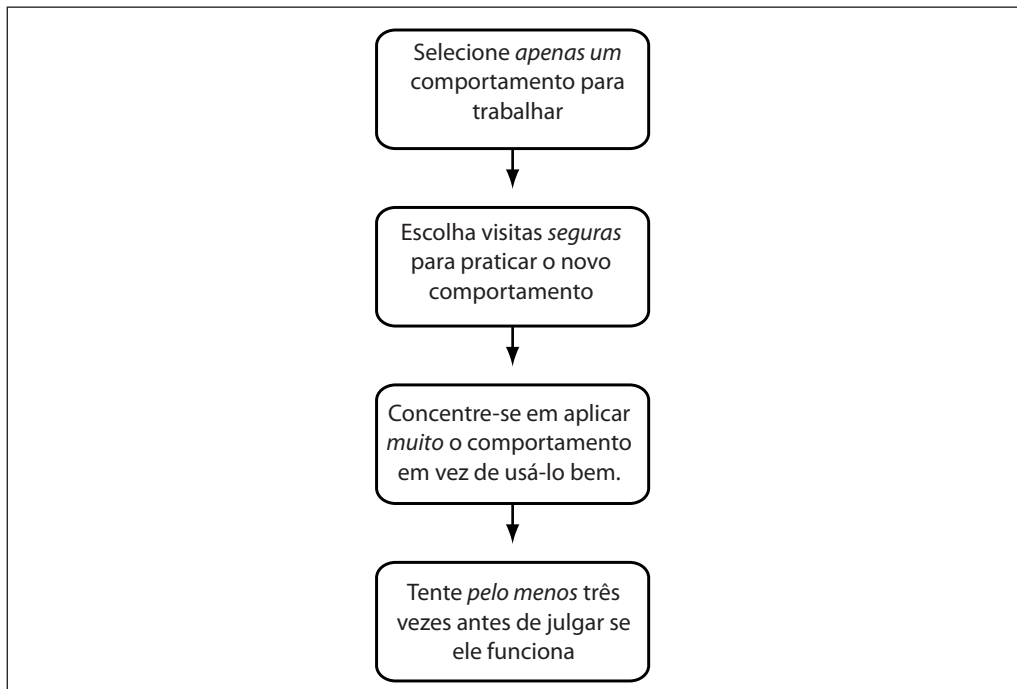 Selecione apenas um
comportamento para
trabalhar
Escolha visitas seguras
para praticar o novo
comportamento
Concentre-se em aplicar
muito o comportamento
em vez de usá-lo bem.
Tente pelo menos três
vezes antes de julgar se
ele funciona